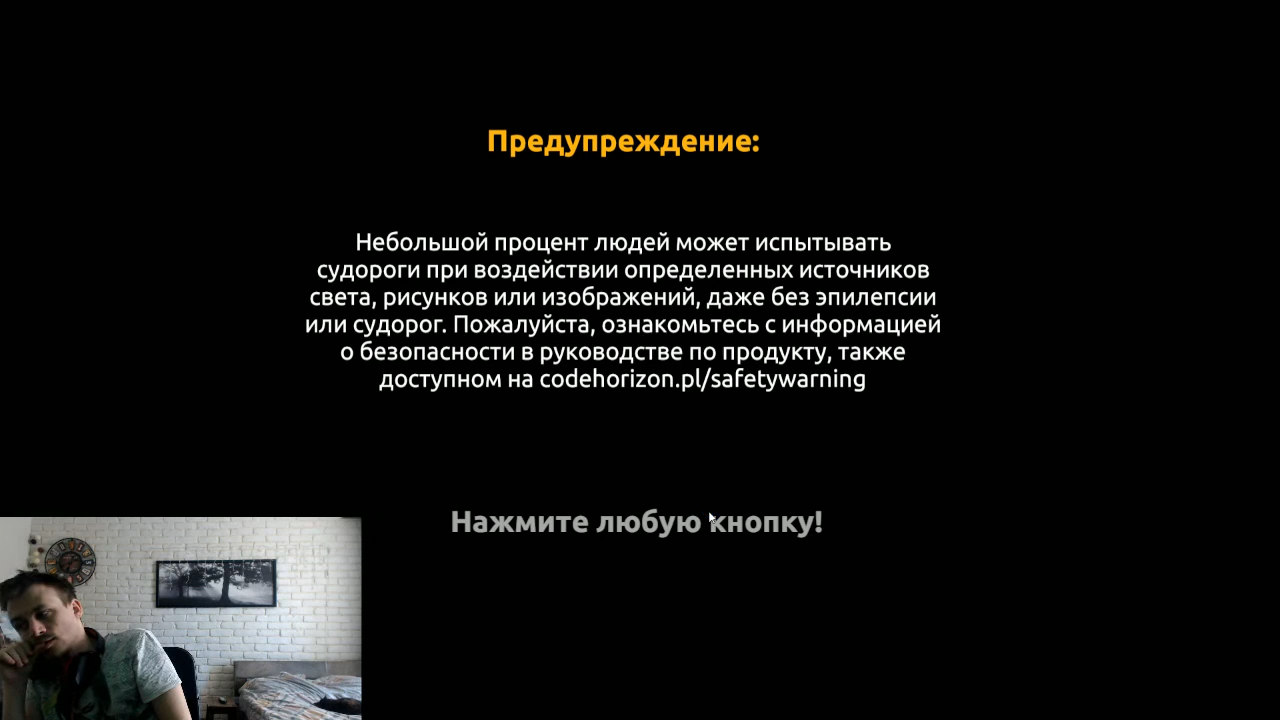 Предупреждение:
Небольшой процент людей может испытывать
судороги при воздействии определенных источников
света, рисунков или изображений, даже без эпилепсии
или судорог. Пожалуйста, ознакомьтесь с информацией
о безопасности в руководстве по продукту, также
доступном на codehorizon.pl/safetywarning
Нажмите любую кнопку!